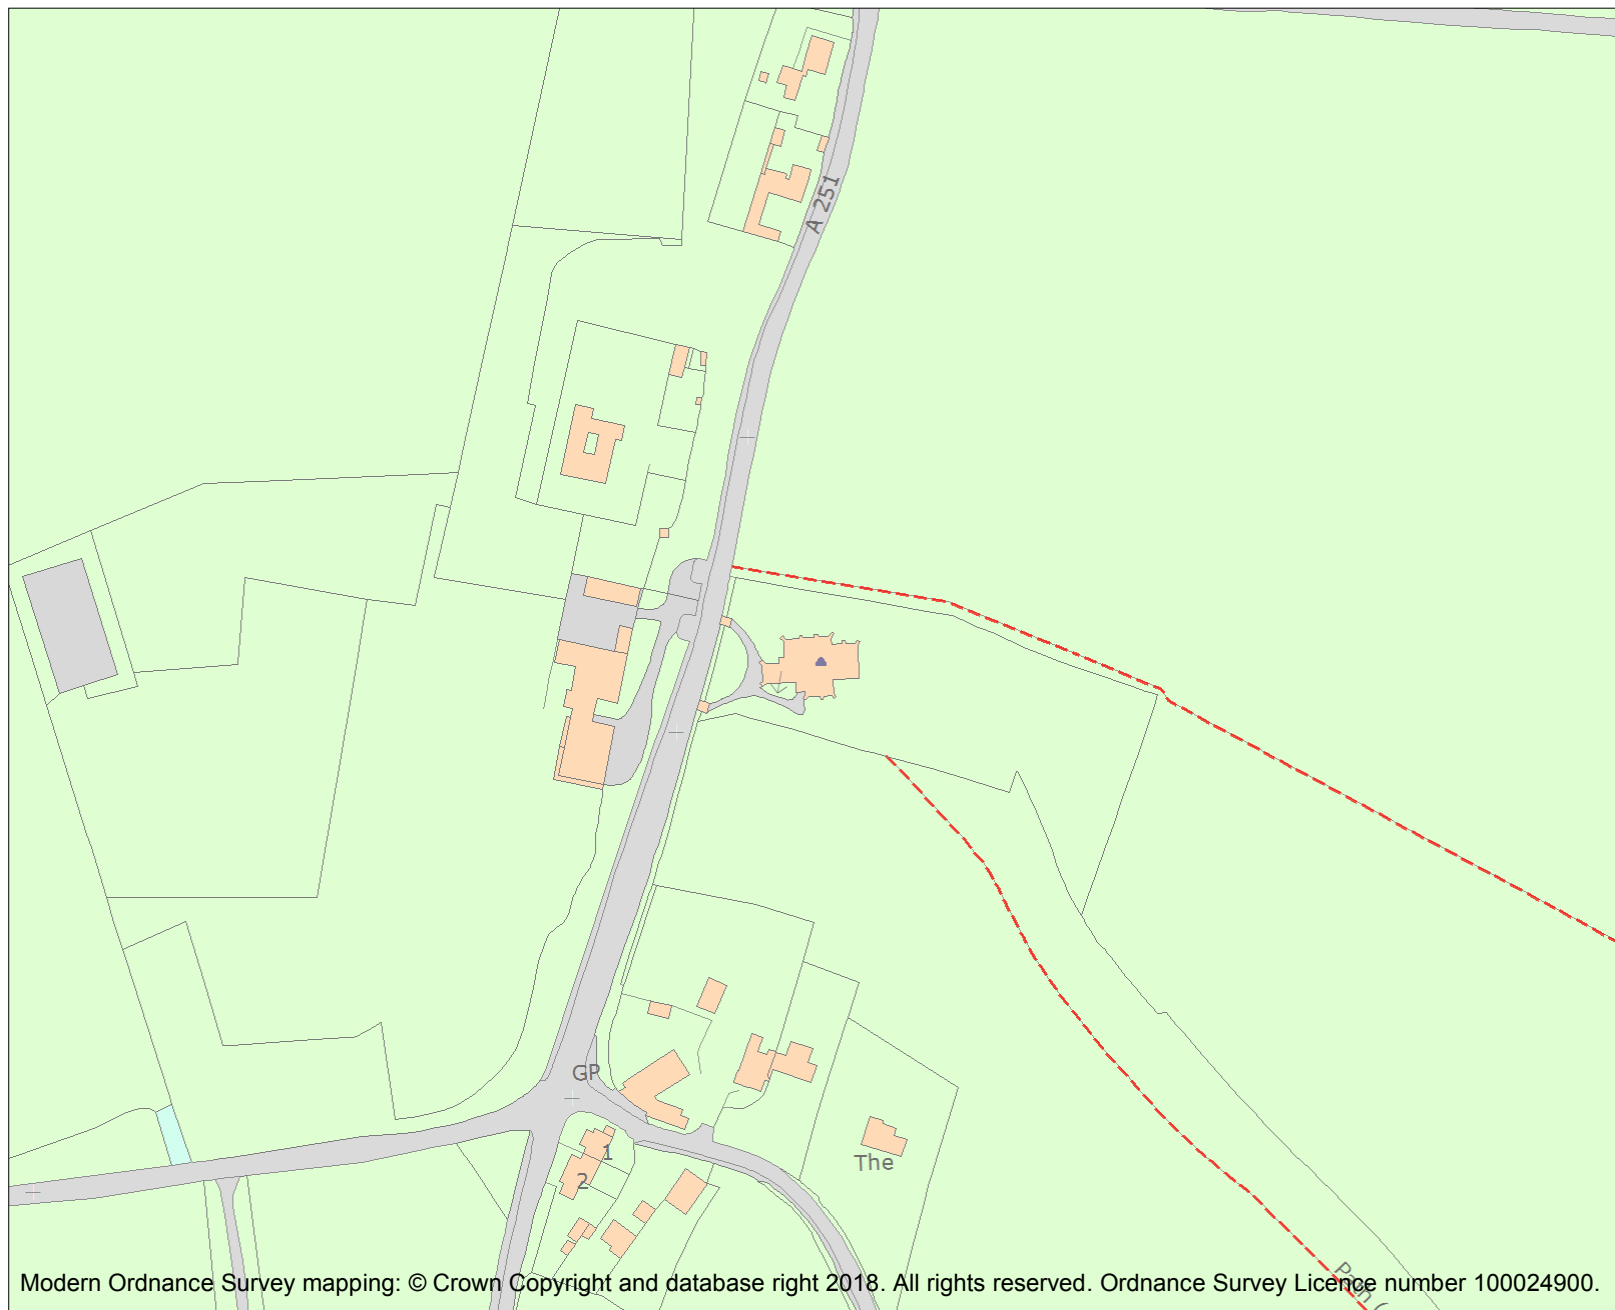 A 251
GP
1
2
The
Path (
Modern Ordnance Survey mapping: © Crown Copyright and database right 2018. All rights reserved. Ordnance Survey Licence number 100024900.